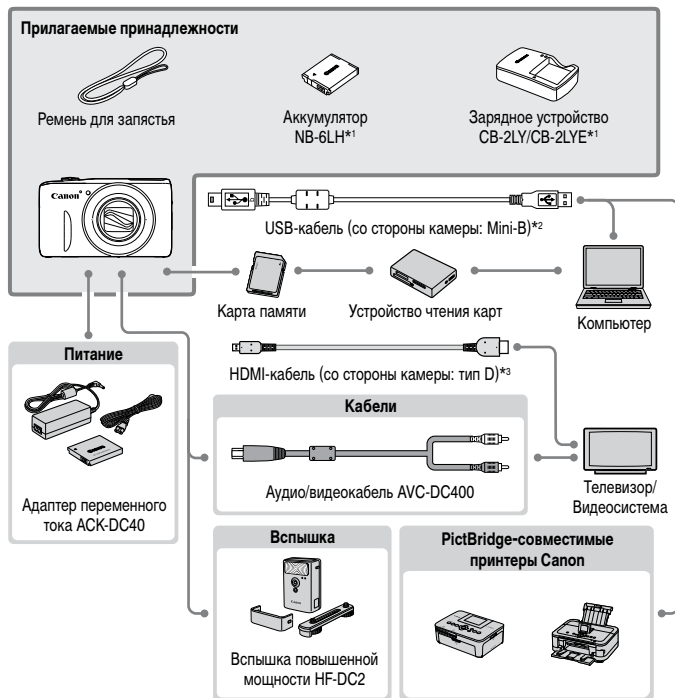 Прилагаемые принадлежности
Ремень для запястья
Аккумулятор
NB-6LH*1
Зарядное устройство
CB-2LY/CB-2LYE*1
Canon
USB-кабель (со стороны камеры: Mini-B)*2
Карта памяти
Устройство чтения карт
Компьютер
HDMI-кабель (со стороны камеры: тип D)*3
Питание
Адаптер переменного
тока ACK-DC40
Кабели
Аудио/видеокабель AVC-DC400
Телевизор/
Видеосистема
Вспышка
Вспышка повышенной
мощности HF-DC2
PictBridge-совместимые
принтеры Canon